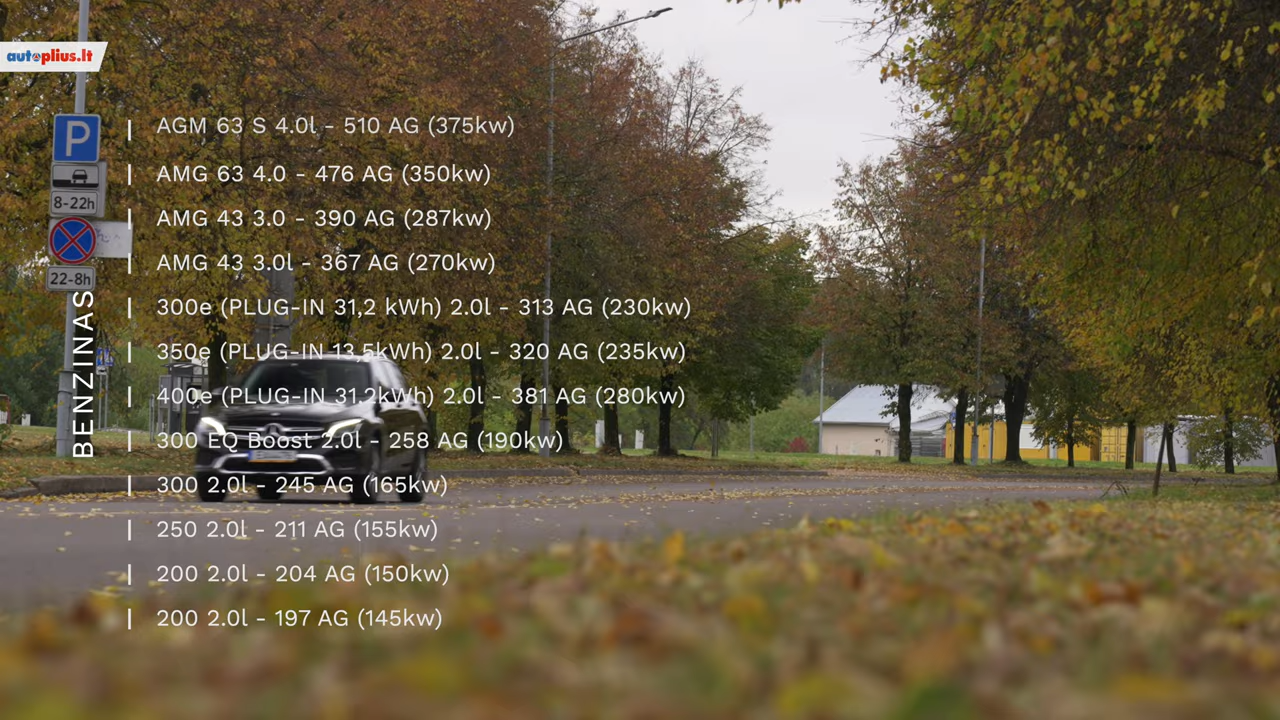 autoplius.lt
P
8-22h
22-8h
BENZINAS
AGM 63 S 4.0l - 510 AG (375kw)
AMG 63 4.0 - 476 AG (350kw)
AMG 43 3.0 - 390 AG (287kw)
AMG 43 3.0l - 367 AG (270kw)
300e (PLUG-IN 31,2 kWh) 2.0l - 313 AG (230kw)
350e (PLUG-IN 13,5kWh) 2.0l - 320 AG (235kw)
400e (PLUG-IN 31.2kWh) 2.0l - 381 AG (280kw)
300 EQ Boost 2.0l - 258 AG (190kw)
300 2.0l - 245 AG (165kw)
250 2.0l - 211 AG (155kw)
200 2.0l - 204 AG (150kw)
200 2.0l - 197 AG (145kw)